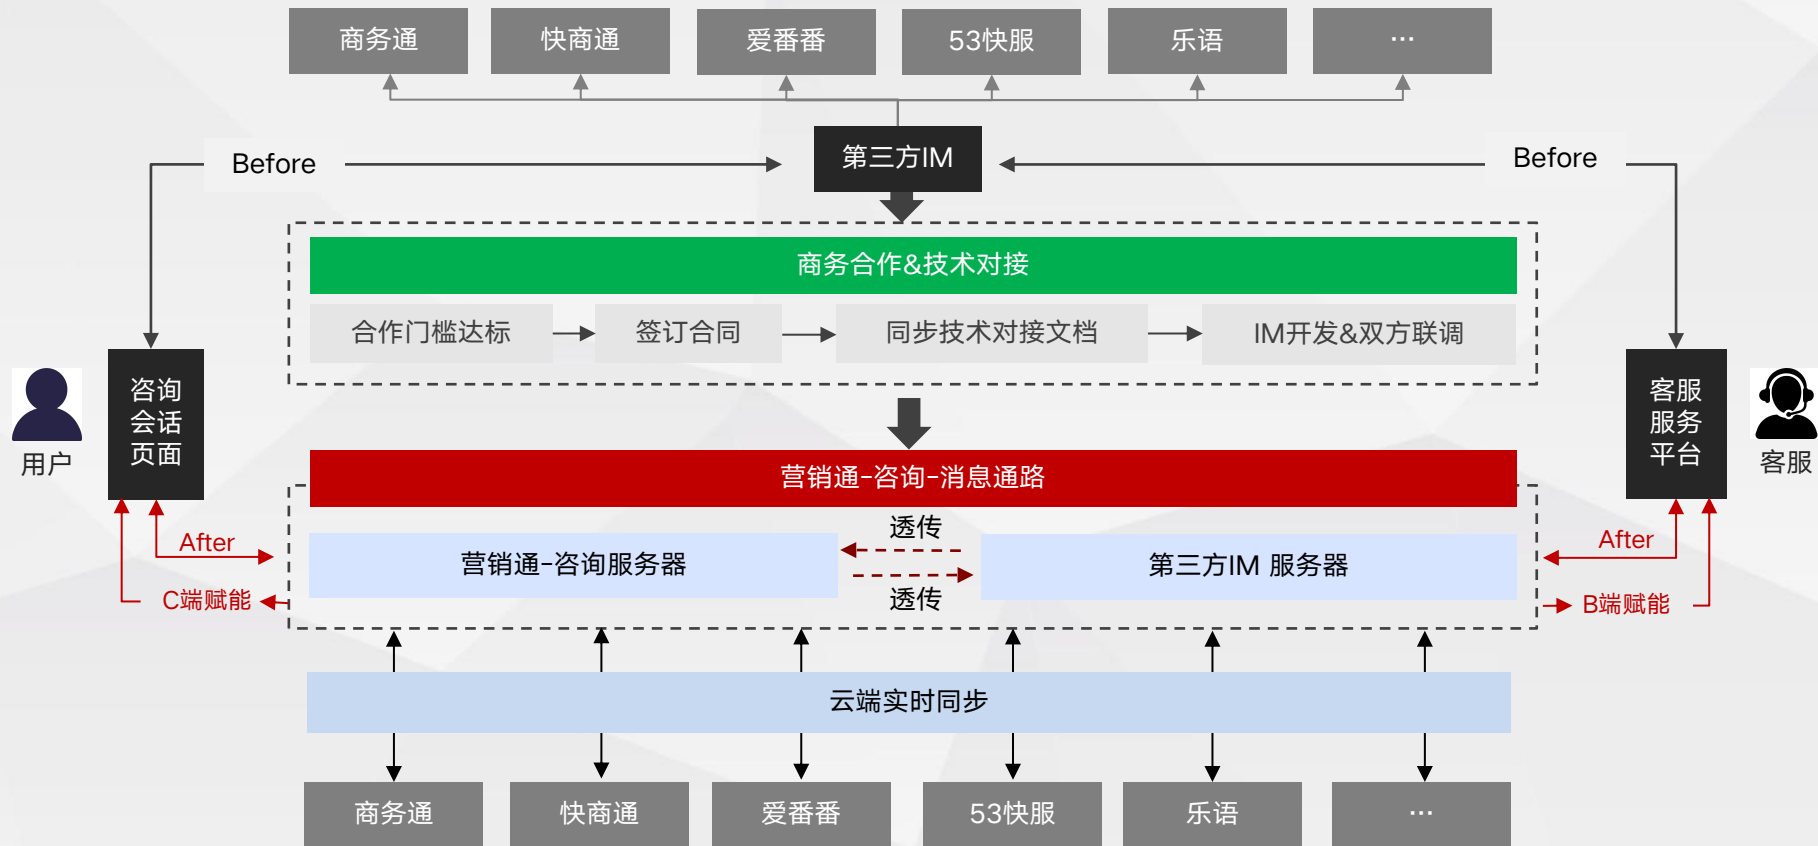 商务通
快商通
爱番番
53快服
乐语
...
Before
第三方IM
Before
商务合作&技术对接
合作门槛达标
签订合同
同步技术对接文档
IM开发&双方联调
用户
咨询
会话
页面
客服
服务
平台
客服
营销通-咨询-消息通路
After
透传
After
营销通-咨询服务器
第三方IM 服务器
C端赋能
透传
B端赋能
云端实时同步
商务通
快商通
爱番番
53快服
乐语
...